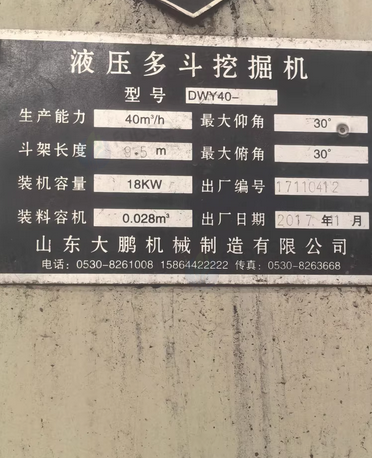 液压多斗挖掘机
型号 DWY40-
生产能力 40m³/h 最大仰角 30°
斗架长度 9.5 m 最大俯角 30°
装机容量 18KW 出厂编号 17110412
装料容机 0.028m³ 出厂日期 2017 年 1 月
山东大鹏机械制造有限公司
电话：0530-8261008 15864422222 传真：0530-8263668